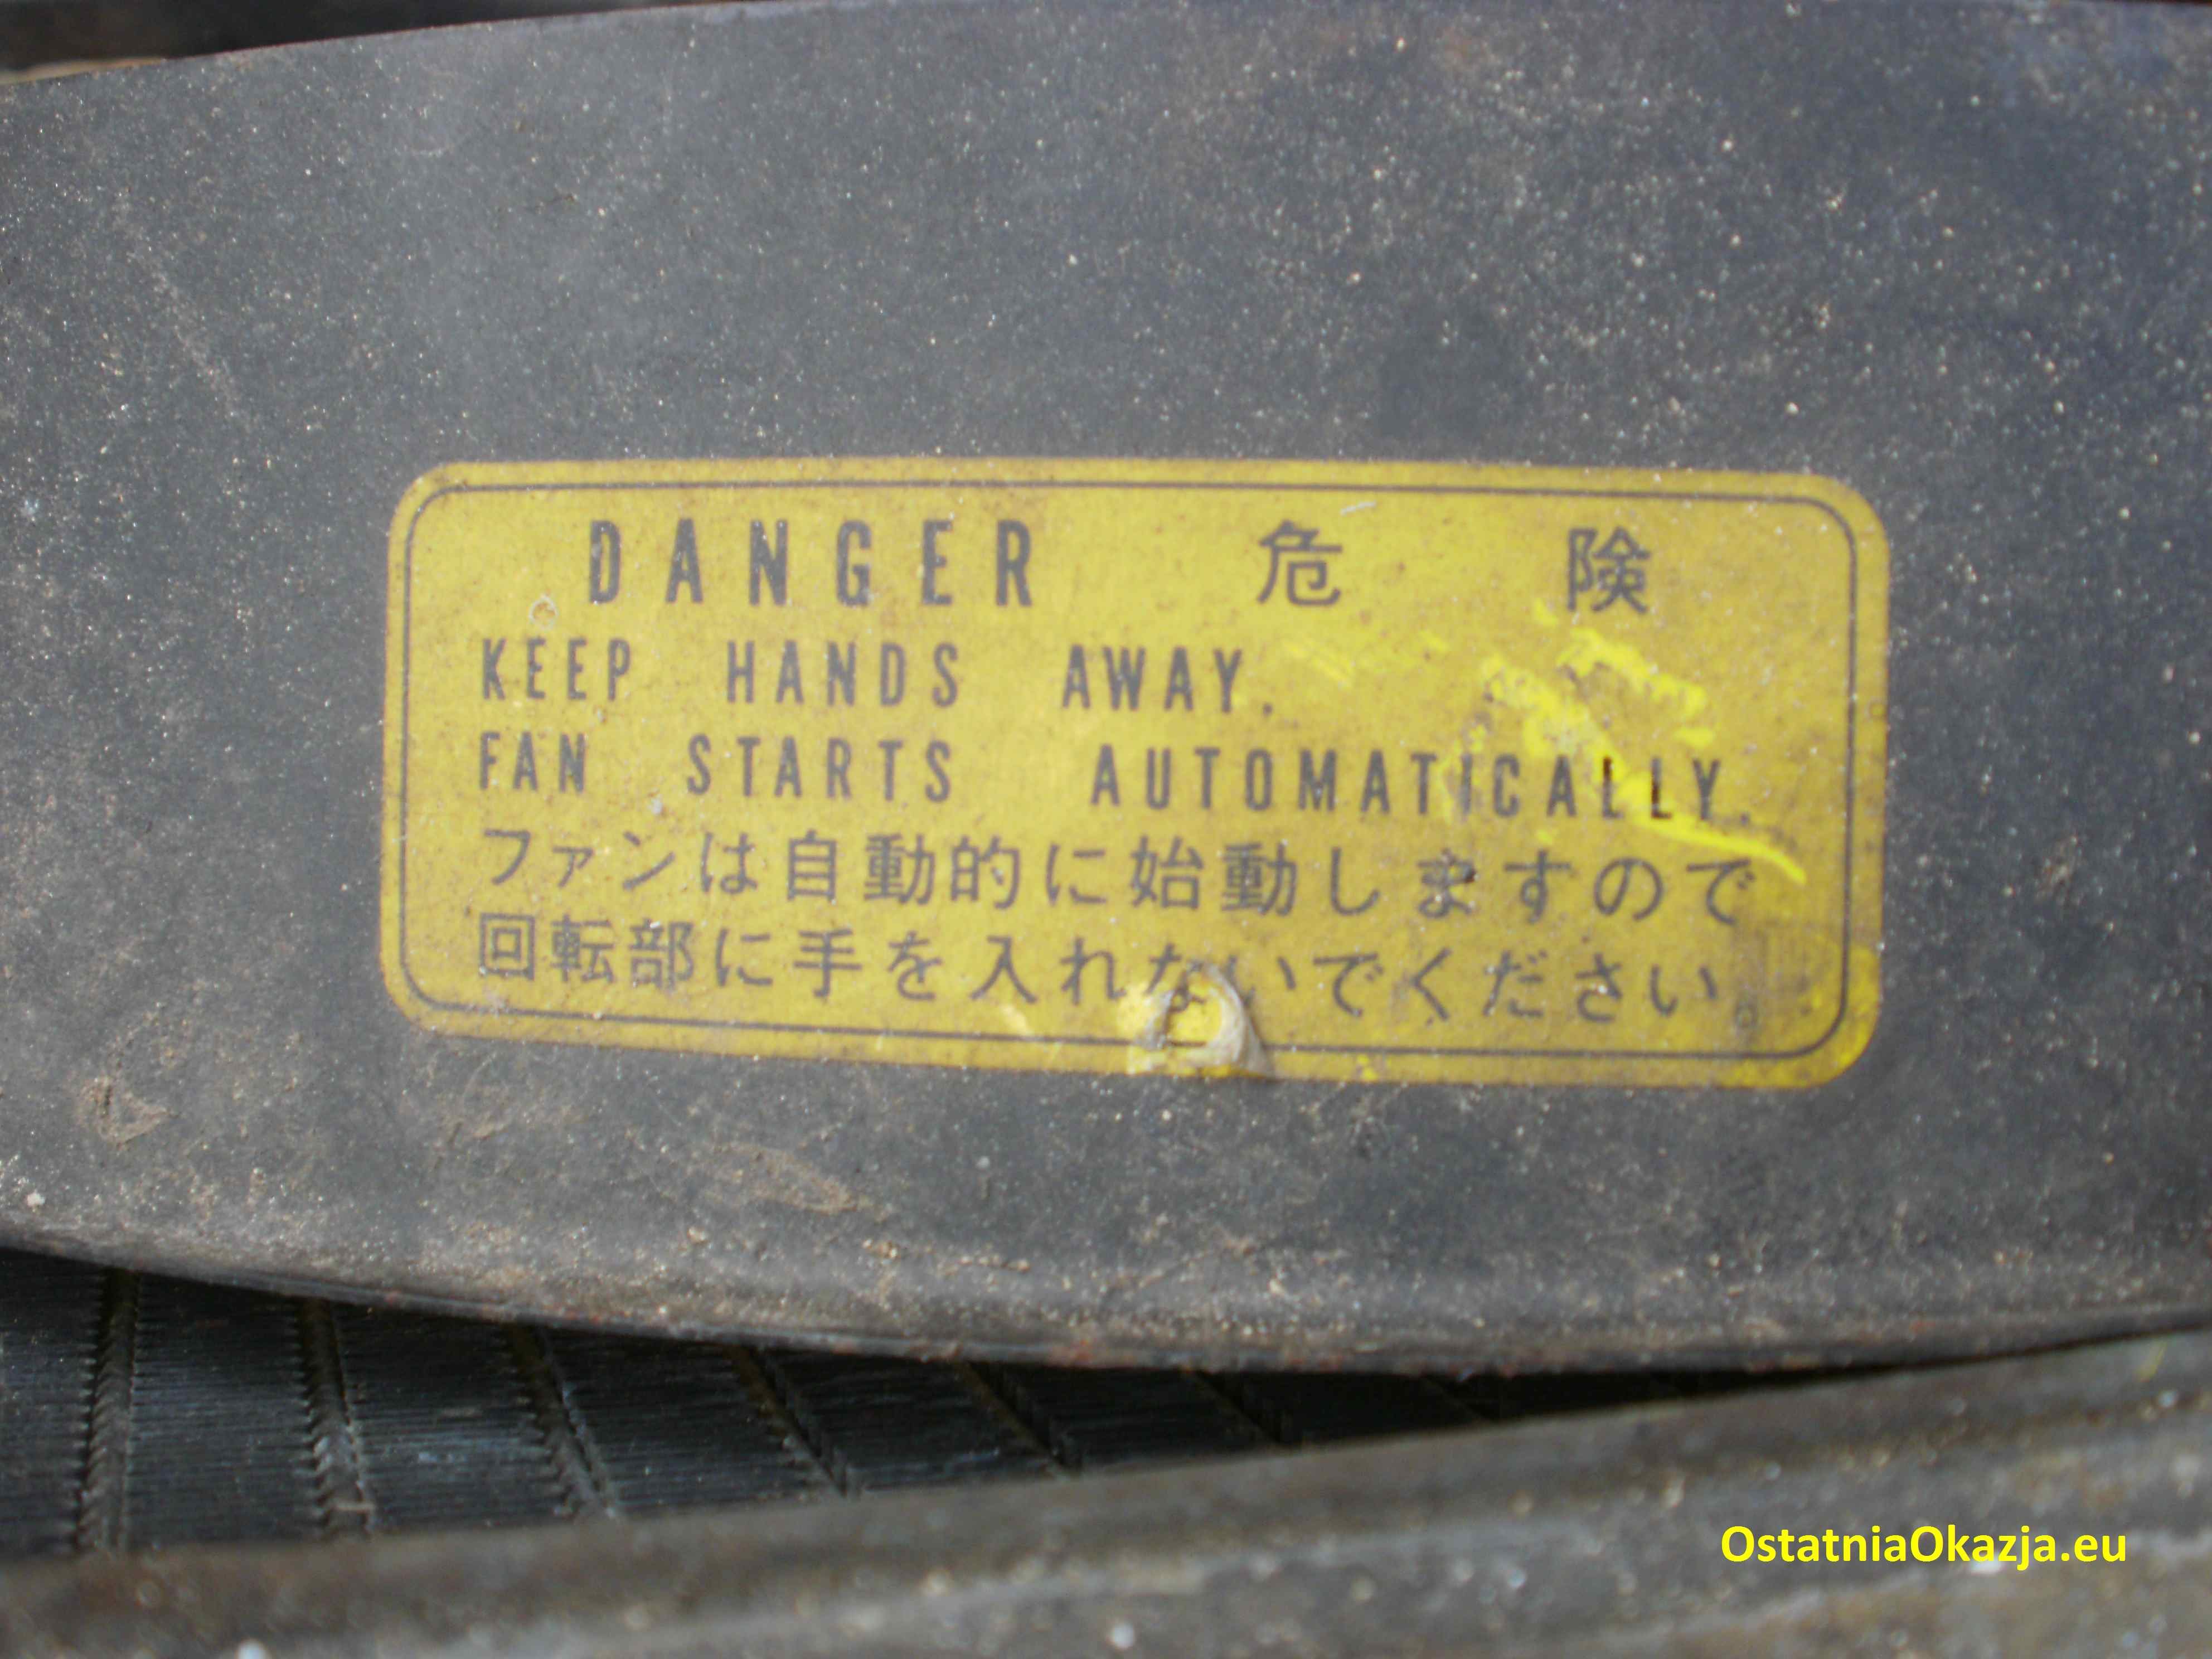 DANGER 危険
KEEP HANDS AWAY.
FAN STARTS AUTOMATICALLY.
ファンは自動的に始動しますので
回転部に手を入れないでください。
OstatniaOkazja.eu